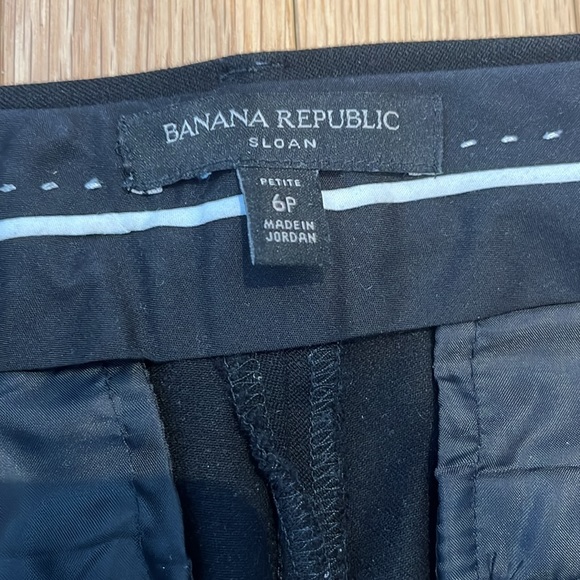 BANANA REPUBLIC
SLOAN
PETITE
6P
MADE IN
JORDAN